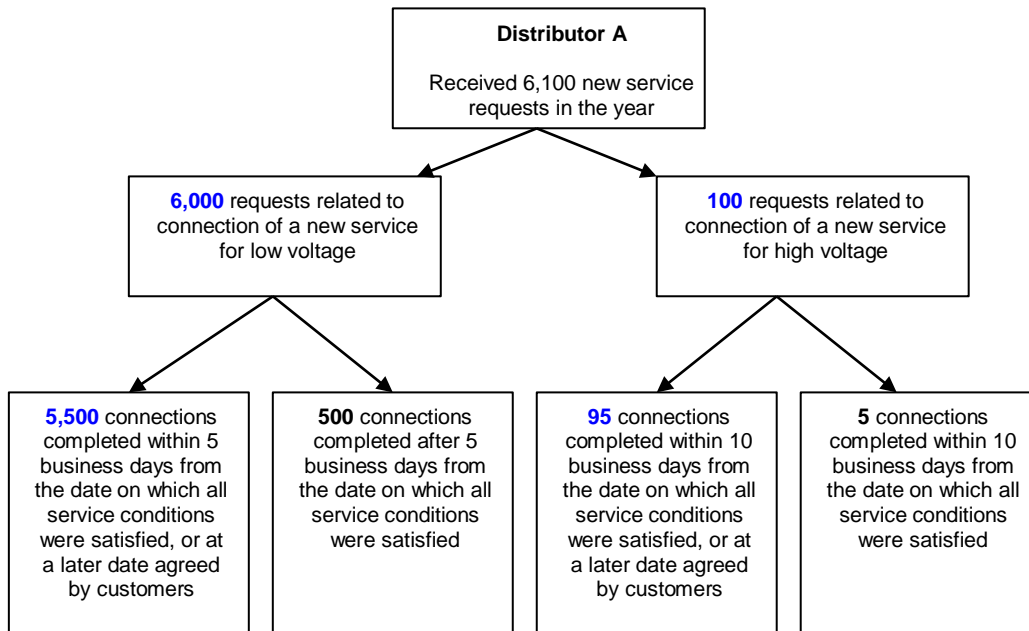 Distributor A
Received 6,100 new service
requests in the year
6,000 requests related to
connection of a new service
for low voltage
100 requests related to
connection of a new service
for high voltage
5,500 connections
completed within 5
business days from
the date on which all
service conditions
were satisfied, or at
a later date agreed
by customers
500 connections
completed after 5
business days from
the date on which all
service conditions
were satisfied
95 connections
completed within 10
business days from
the date on which all
service conditions
were satisfied, or at
a later date agreed
by customers
5 connections
completed within 10
business days from
the date on which all
service conditions
were satisfied